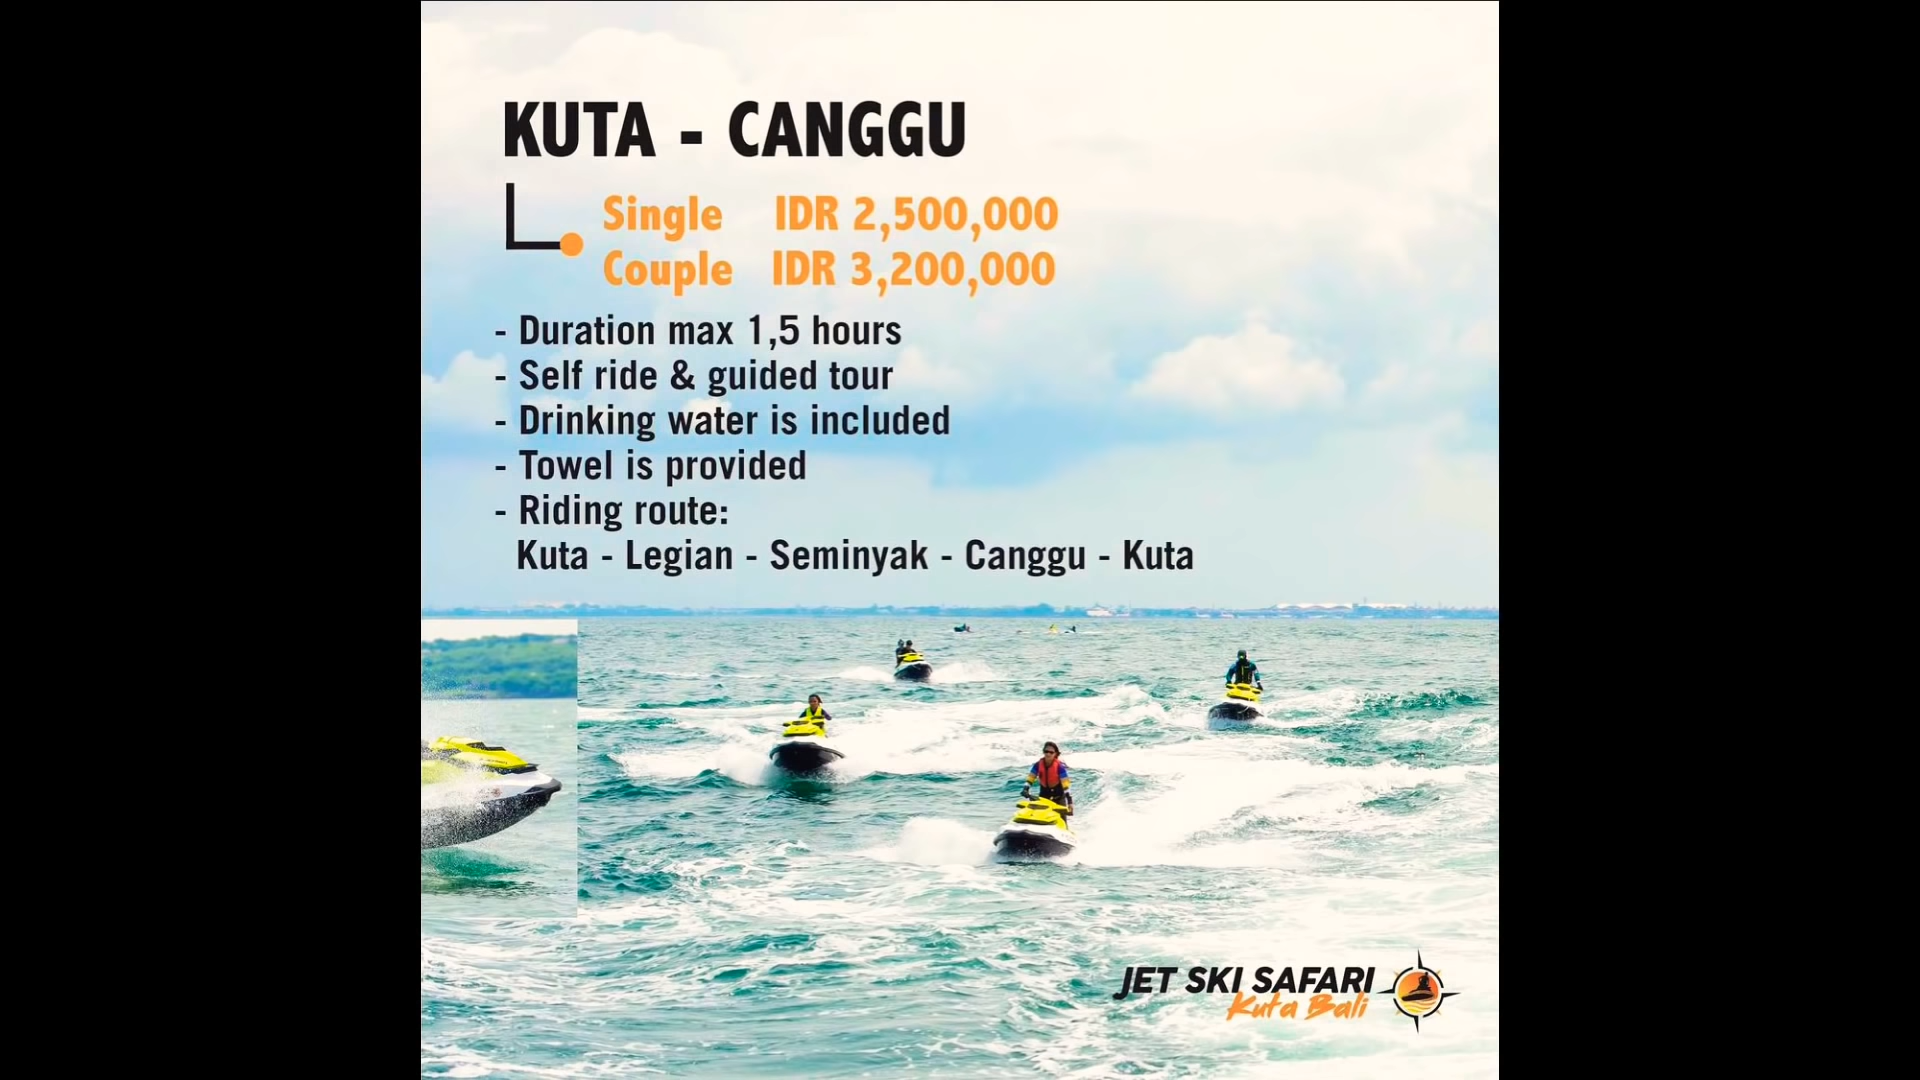 KUTA - CANGGU
Single IDR 2,500,000
Couple IDR 3,200,000
- Duration max 1,5 hours
- Self ride & guided tour
- Drinking water is included
- Towel is provided
- Riding route:
Kuta - Legian - Seminyak - Canggu - Kuta
JET SKI SAFARI
Kuta Bali